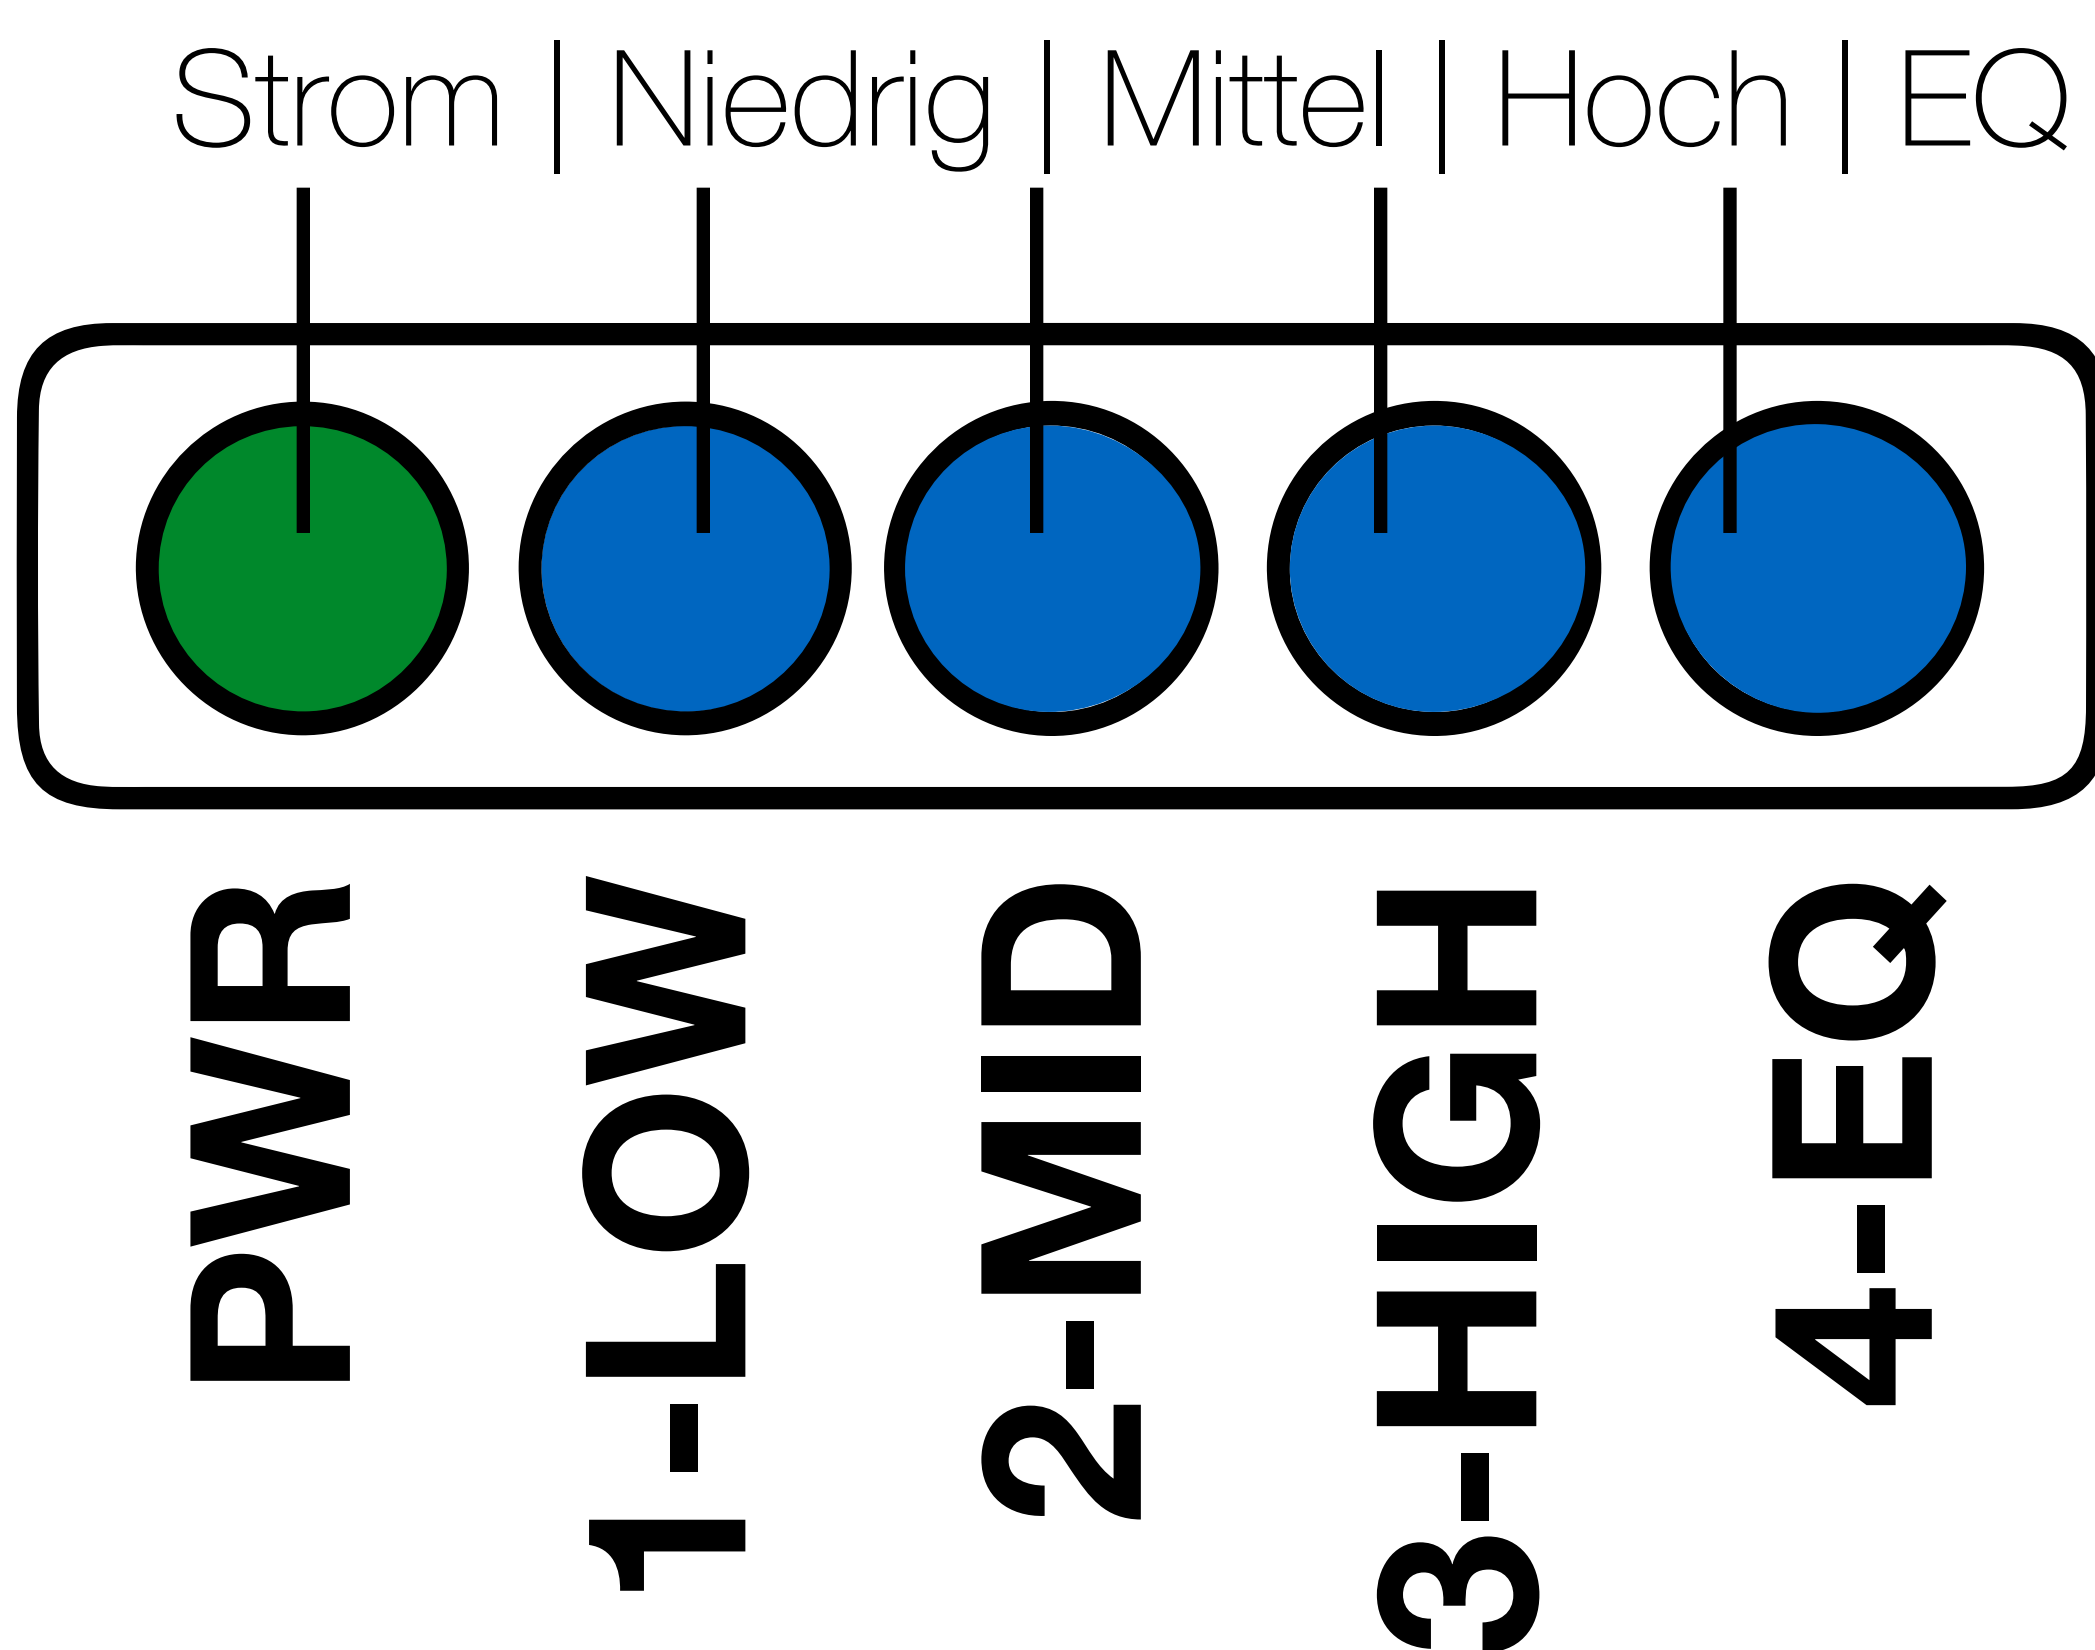 Strom | Niedrig | Mittel | Hoch | EQ
PWR
1-LOW
2-MID
3-HIGH
4-EQ